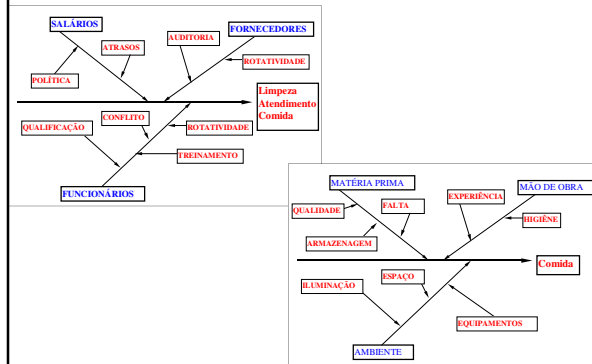 SALÁRIOS
FORNECEDORES
ATRASOS
AUDITORIA
ROTATIVIDADE
POLÍTICA
Limpeza
Atendimento
Comida
CONFLITO
QUALIFICAÇÃO
ROTATIVIDADE
TREINAMENTO
FUNCIONÁRIOS
MATÉRIA PRIMA
MÃO DE OBRA
EXPERIÊNCIA
QUALIDADE
FALTA
HIGIÊNE
ARMAZENAGEM
Comida
ESPAÇO
ILUMINAÇÃO
EQUIPAMENTOS
AMBIENTE